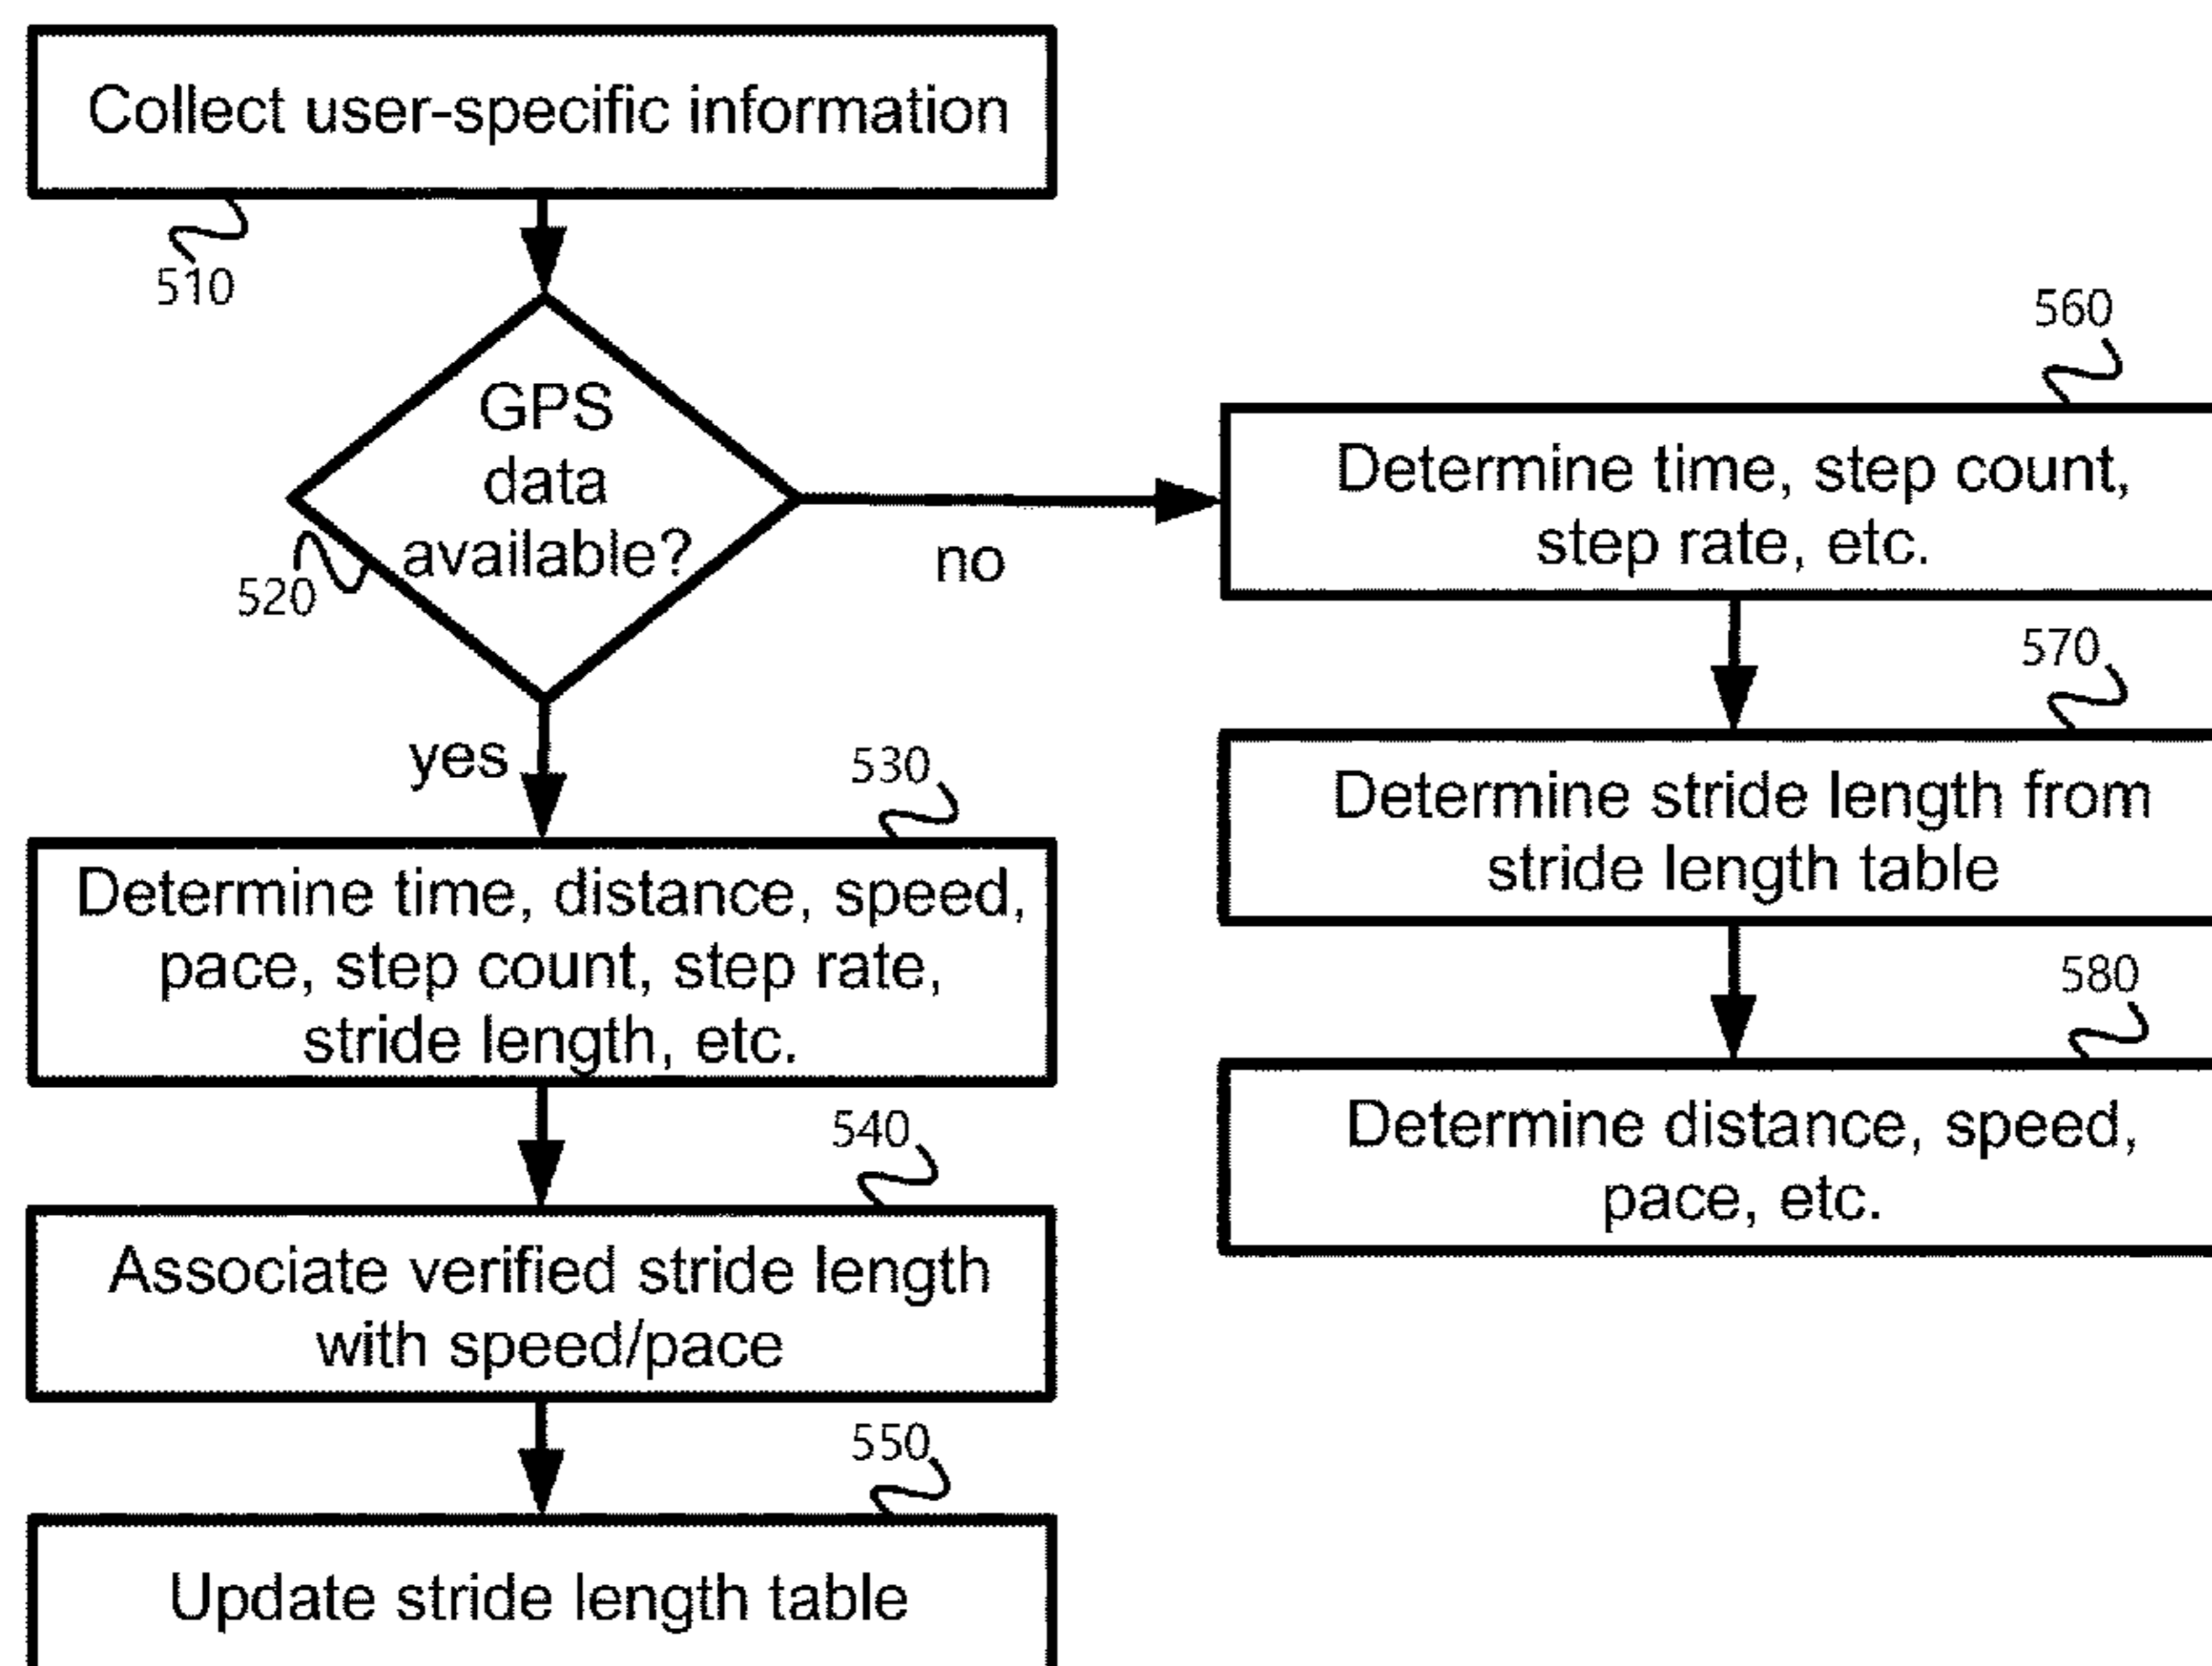 Collect user-specific information
510
GPS
data
available?
520
no
yes
530
Determine time, distance, speed,
pace, step count, step rate,
stride length, etc.
540
Associate verified stride length
with speed/pace
550
Update stride length table
560
Determine time, step count,
step rate, etc.
570
Determine stride length from
stride length table
580
Determine distance, speed,
pace, etc.